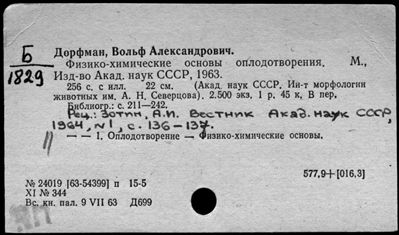 Б
1829
Дорфман, Вольф Александрович.
Физико-химические основы оплодотворения. М.,
Изд-во Акад. наук СССР, 1963.
256 с. с илл. 22 см. (Акад. наук СССР. Ин-т морфологии
животных им. А. Н. Северцова). 2.500 экз. 1 р. 45 к. В пер.
Библиогр.: с. 211—242.
Рец.: Зотин, А.И. Вестник Акад. наук СССР,
1964, №1, с. 136-137.
— — 1. Оплодотворение — Физико-химические основы.
577,9+[016,3]
№ 24019 [63-54399] п 15-5
XI № 344
Вс. кн. пал. 9 VII 63 Д699